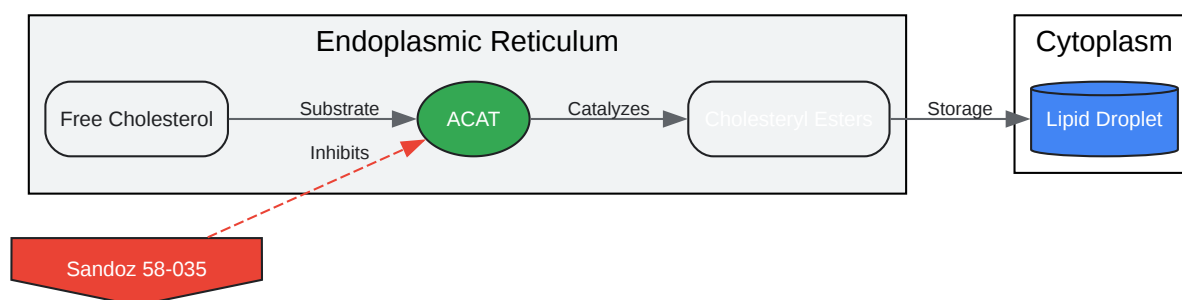 Endoplasmic Reticulum
Cytoplasm
Free Cholesterol
Substrate
ACAT
Catalyzes
Cholesteryl Esters
Storage
Lipid Droplet
Inhibits
Sandoz 58-035